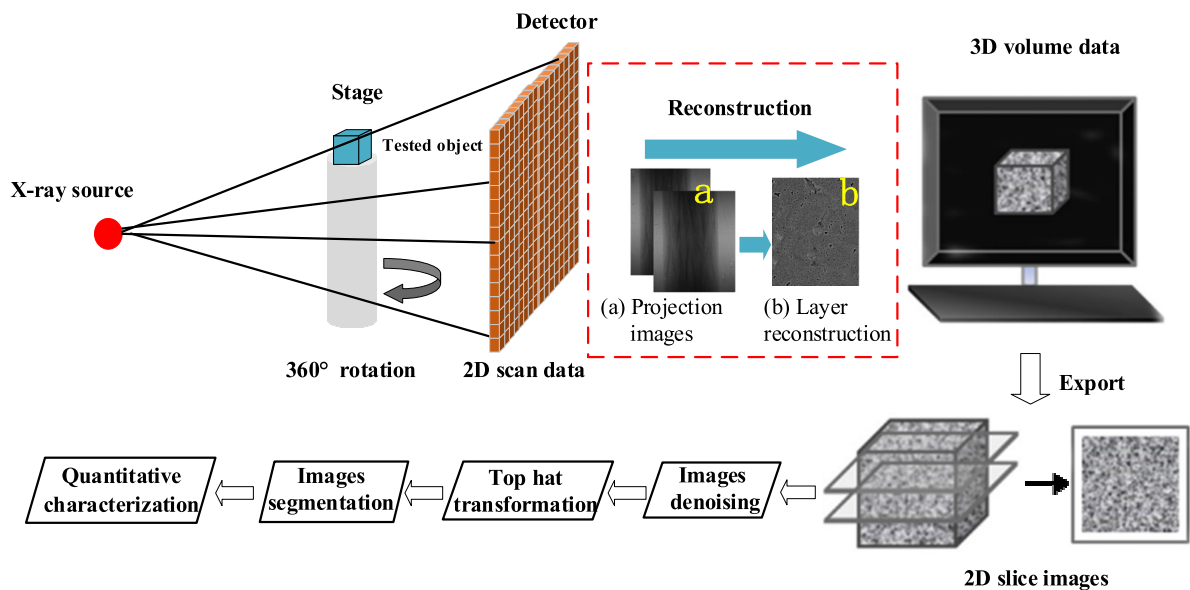 Detector
3D volume data
Stage
Reconstruction
Tested object
X-ray source
a
b
(a) Projection
images
(b) Layer
reconstruction
360° rotation
2D scan data
Export
Quantitative
characterization
Images
segmentation
Top hat
transformation
Images
denoising
2D slice images